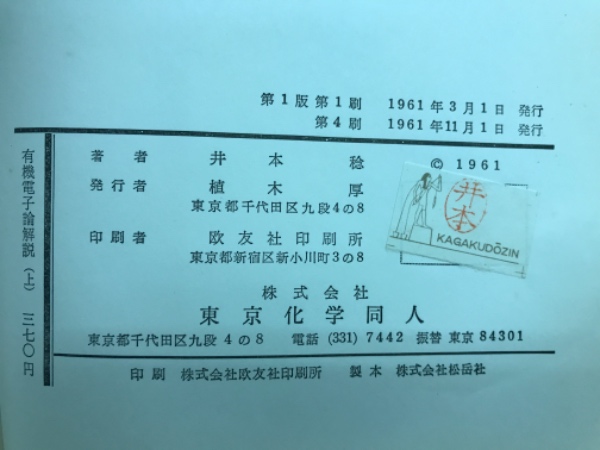 第1版第1刷 1961年3月1日 発行
第4刷 1961年11月1日 発行
著者 井本稔 © 1961
発行者 植木厚
東京都千代田区九段4の8
印刷者 欧友社印刷所
東京都新宿区新小川町3の8
井本
KAGAKUDŌZIN
株式会社
東京化学同人
東京都千代田区九段4の8 電話 (331) 7442 振替 東京 84301
印刷 株式会社欧友社印刷所 製本 株式会社松岳社
有機電子論解説(上) 三七〇円